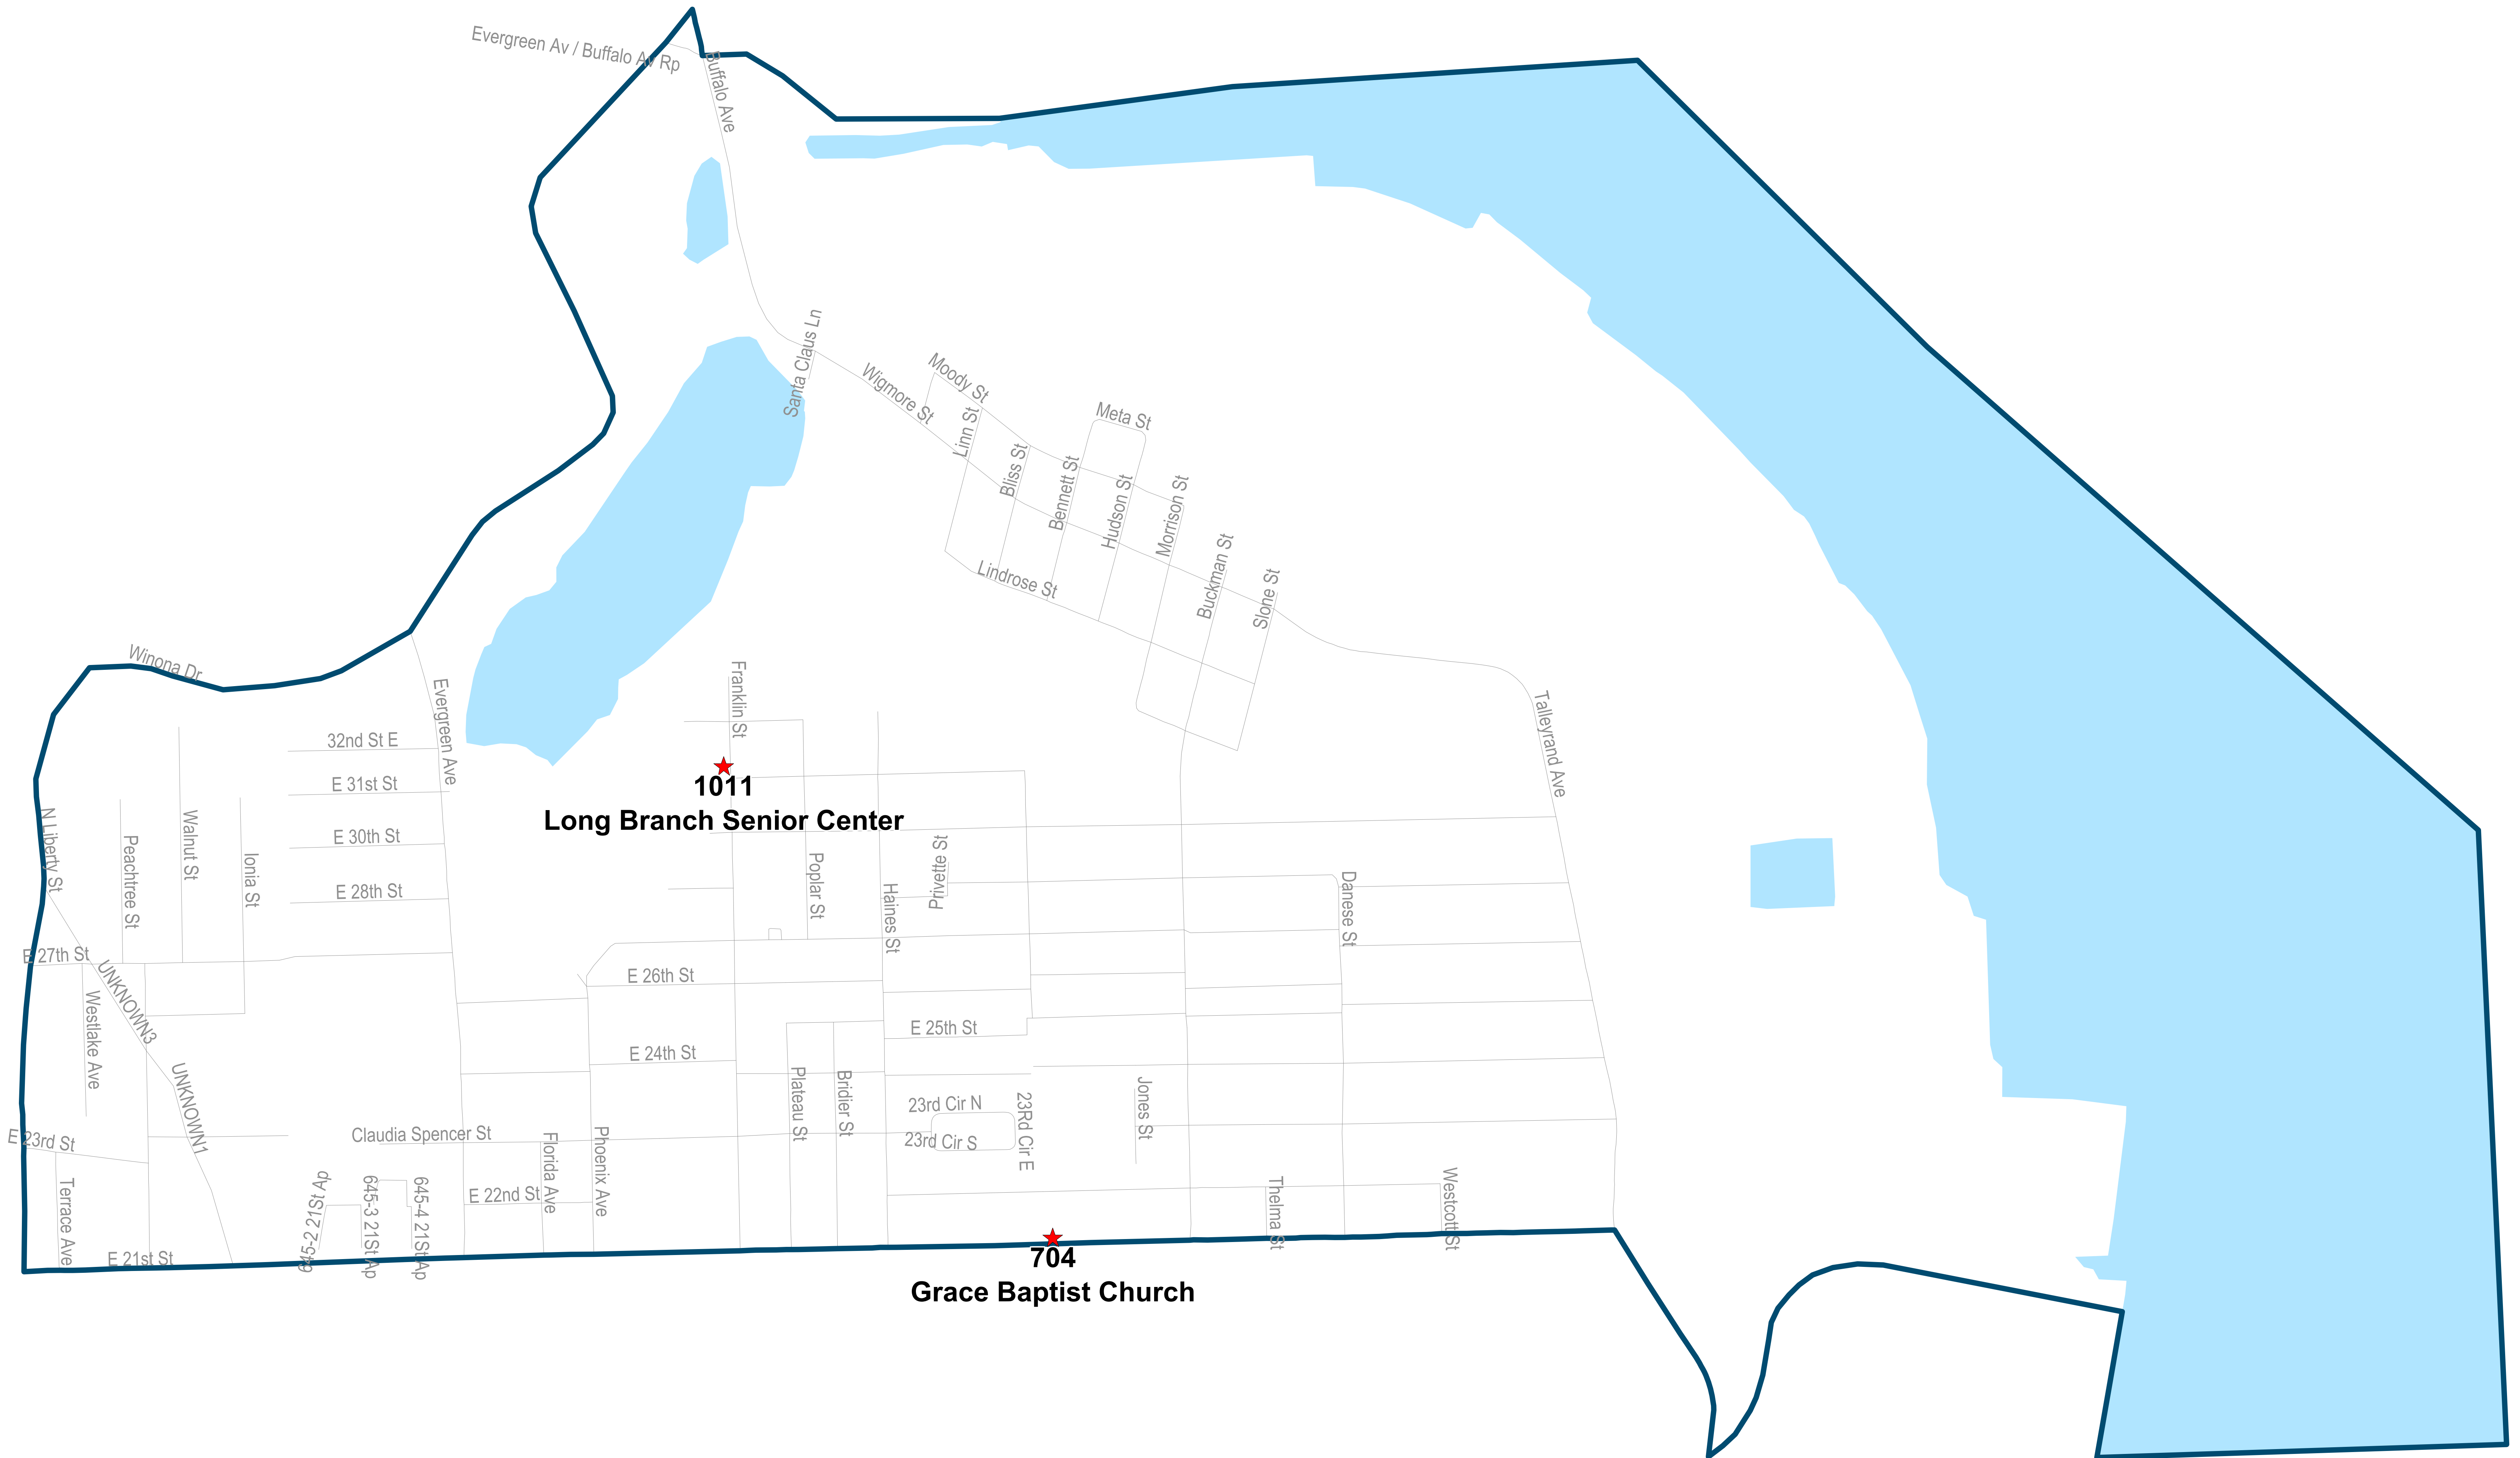 Evergreen Av / Buffalo Av Rp
Buffalo Ave
Santa Claus Ln
Wigmore St
Moody St
Linn St
Meta St
Bliss St
Bennett St
Hudson St
Morrison St
Buckman St
Slone St
Lindrose St
Winona Dr
Evergreen Ave
Franklin St
Talleyrand Ave
32nd St E
E 31st St
1011
Long Branch Senior Center
N Liberty St
Peachtree St
Walnut St
Ionia St
E 30th St
E 28th St
Poplar St
Haines St
Privette St
Danese St
E 27th St
UNKNOWN3
Westlake Ave
E 26th St
E 25th St
E 24th St
UNKNOWN1
Plateau St
Bridier St
23rd Cir N
23rd Cir S
23Rd Cir E
Jones St
E 23rd St
Claudia Spencer St
Florida Ave
Phoenix Ave
Terrace Ave
645-2 21St Ap
645-3 21St Ap
645-4 21St Ap
E 22nd St
Thelma St
Westcott St
E 21st St
704
Grace Baptist Church